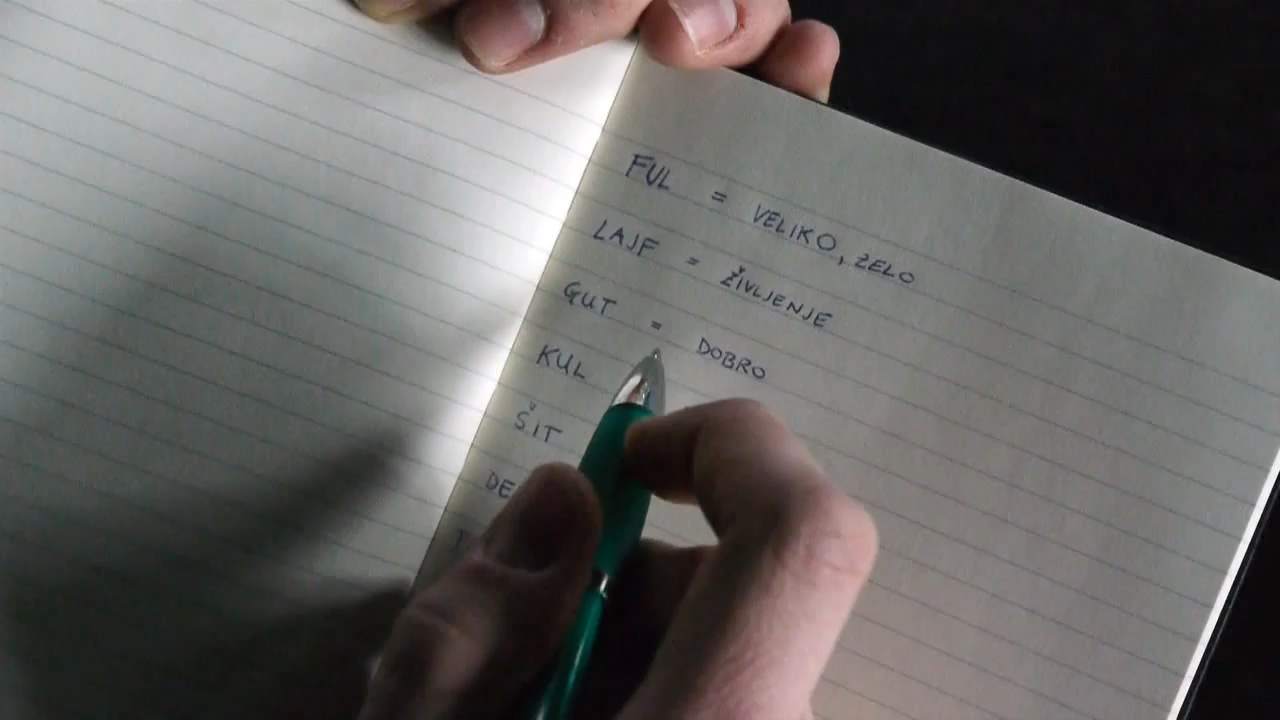 FUL = VELIKO, ZELO
LAJF = ŽIVLJENJE
GUT = DOBRO
KUL
ŠIT